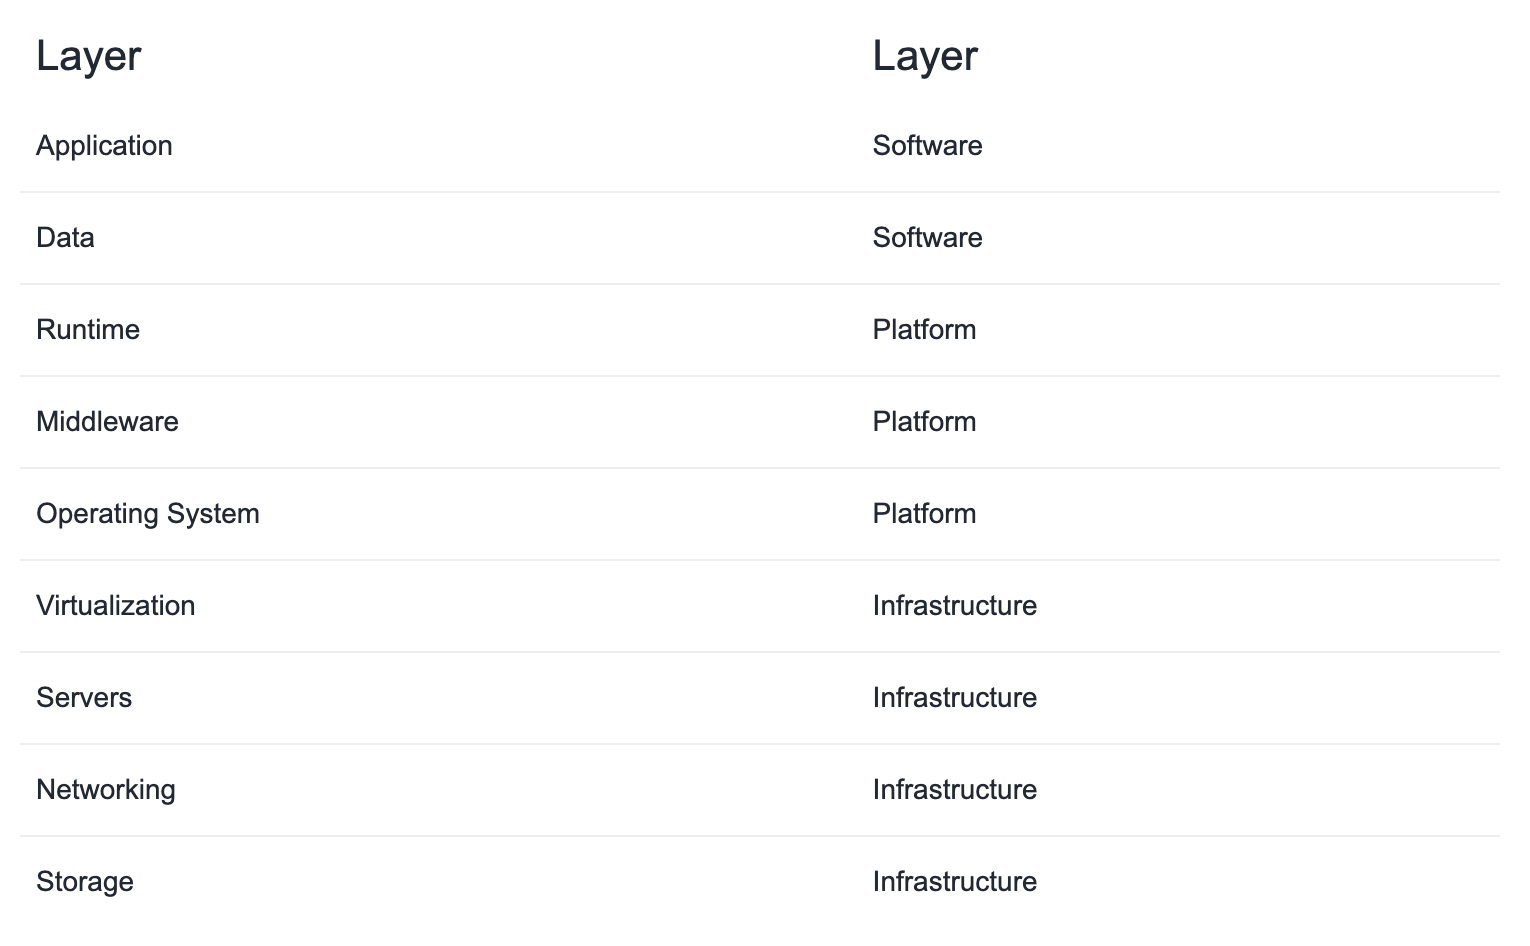 Layer Layer
Application Software
Data Software
Runtime Platform
Middleware Platform
Operating System Platform
Virtualization Infrastructure
Servers Infrastructure
Networking Infrastructure
Storage Infrastructure